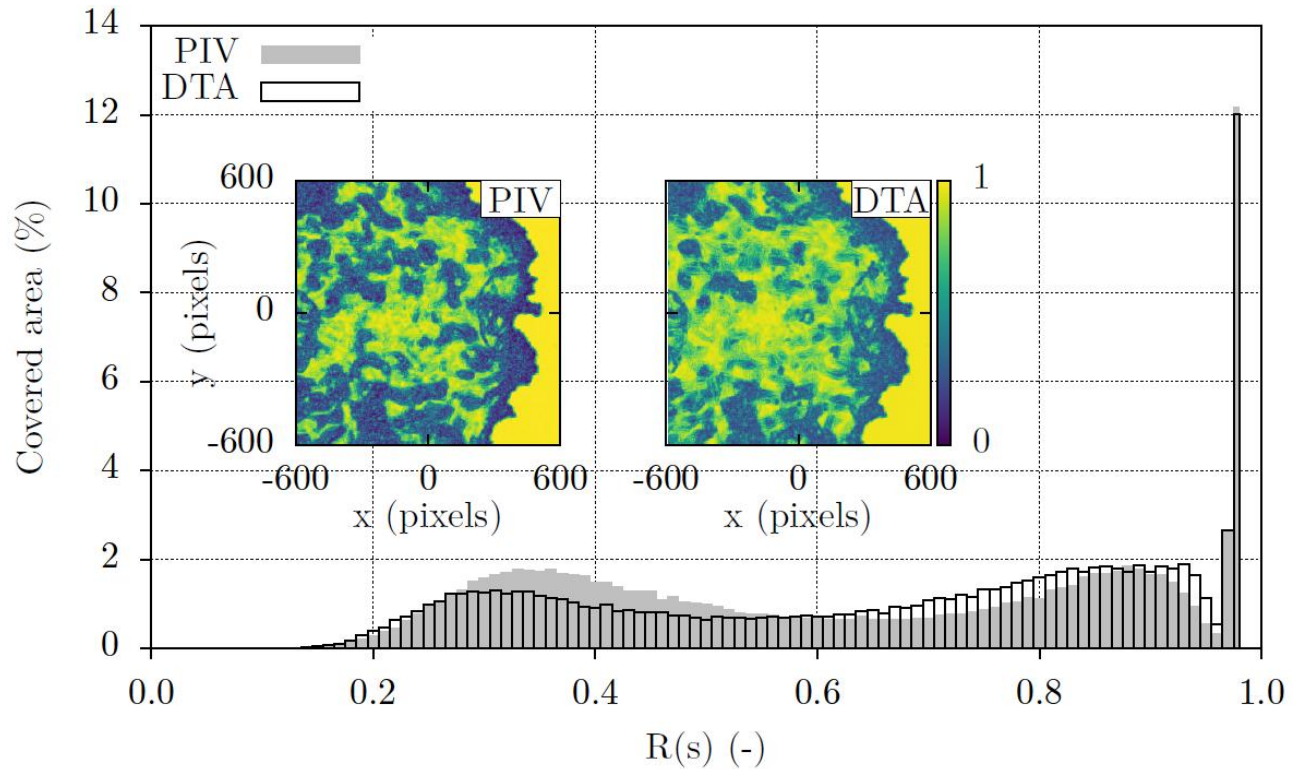 14
12
10
8
6
4
2
0
Covered area (%)
PIV
DTA
600
0
-600
y (pixels)
PIV
-600 0 600
x (pixels)
DTA
1
0
-600 0 600
x (pixels)
0.0 0.2 0.4 0.6 0.8 1.0
R(s) (-)